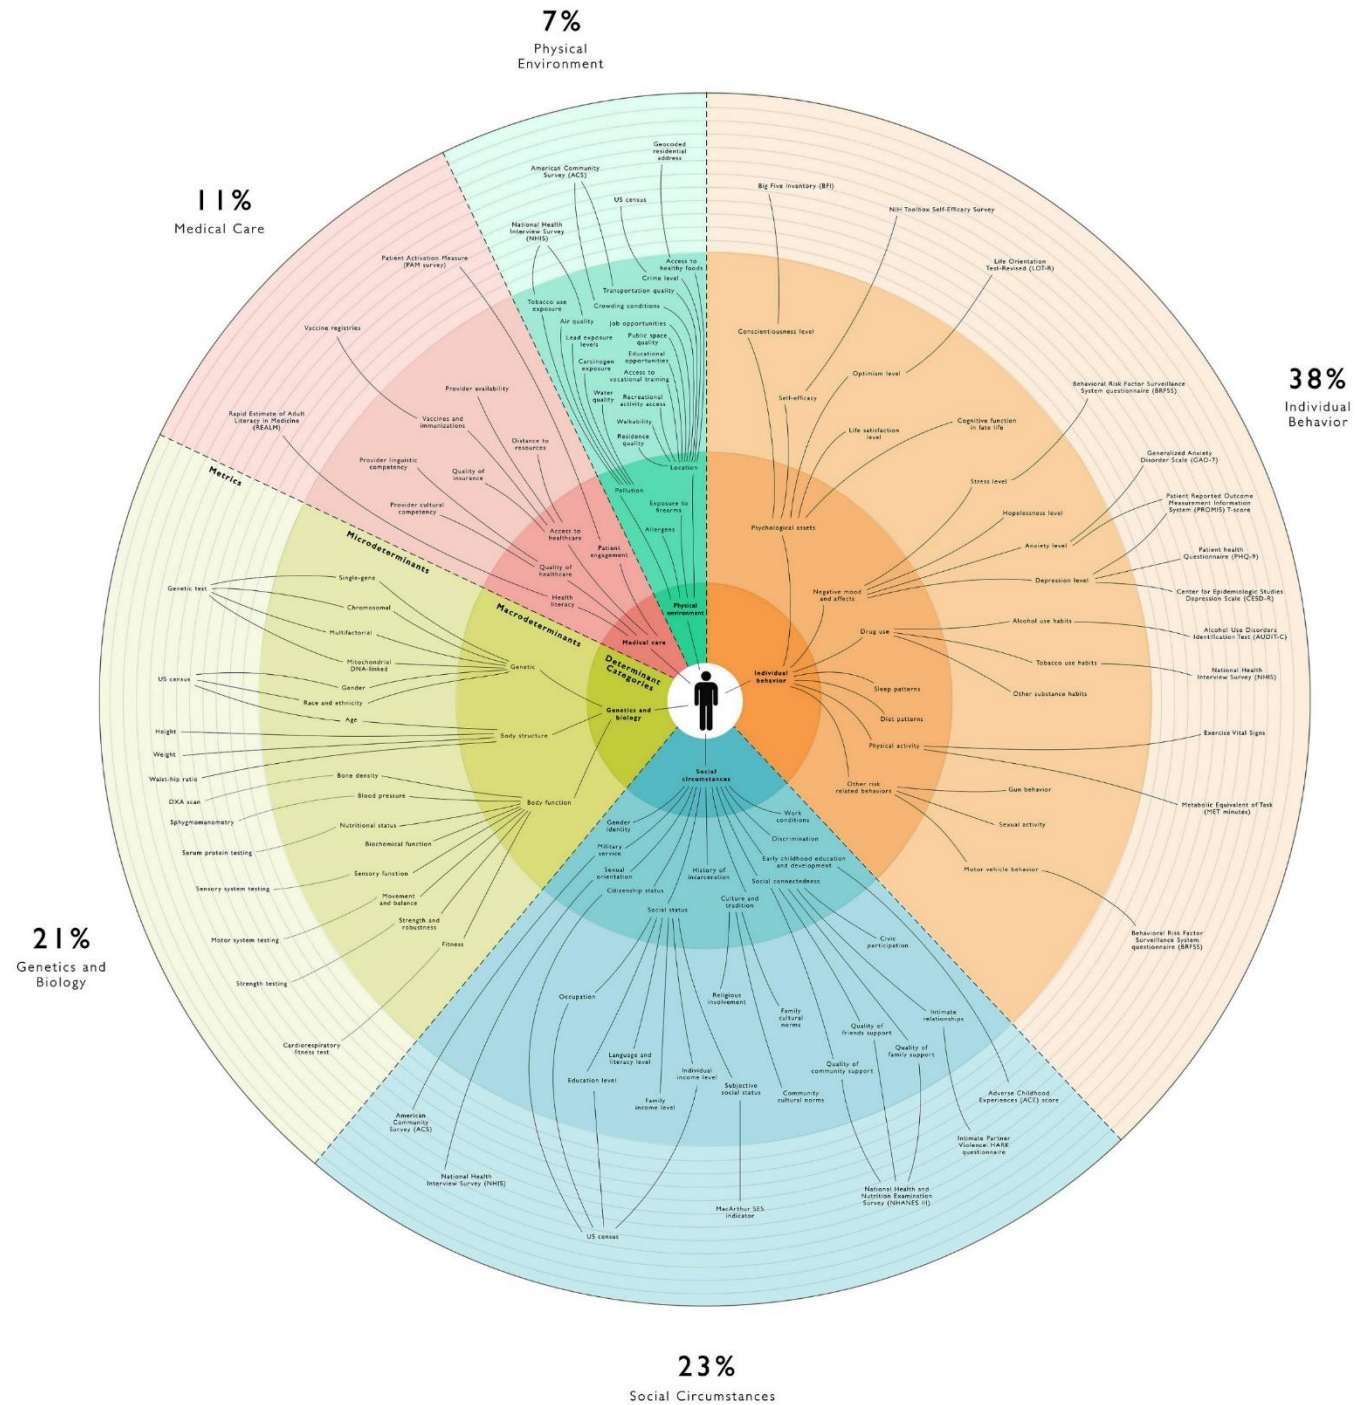 7%
Physical
Environment
11%
Medical Care
38%
Individual
Behavior
21%
Genetics and
Biology
23%
Social Circumstances
Metrics
Microdeterminants
Macrodeterminants
Determinant
Categories
Physical
environment
Geocoded
residential
address
American Community
Survey (ACS)
US census
National Health
Interview Survey
(NHIS)
Access to
healthy foods
Crime level
Transportation quality
Tobacco use
exposure
Crowding conditions
Air quality
Job opportunities
Lead exposure
levels
Public space
quality
Educational
opportunities
Carcinogen
exposure
Access to
vocational training
Water
quality
Recreational
activity access
Walkability
Residence
quality
Location
Pollution
Exposure to
firearms
Allergens
Medical care
Patient Activation Measure
(PAM survey)
Vaccine registries
Rapid Estimate of Adult
Literacy in Medicine
(REALM)
Provider availability
Vaccines and
immunizations
Distance to
resources
Provider linguistic
competency
Quality of
insurance
Provider cultural
competency
Access to
healthcare
Patient
engagement
Quality of
healthcare
Health
literacy
Individual
behavior
Big Five Inventory (BFI)
NIH Toolbox Self-Efficacy Survey
Life Orientation
Test-Revised (LOT-R)
Conscientiousness level
Optimism level
Self-efficacy
Life satisfaction
level
Cognitive function
in late life
Behavioral Risk Factor Surveillance
System questionnaire (BRFSS)
Generalized Anxiety
Disorder Scale (GAD-7)
Stress level
Patient Reported Outcome
Measurement Information
System (PROMIS) T-score
Hopelessness level
Psychological assets
Anxiety level
Patient health
Questionnaire (PHQ-9)
Depression level
Negative mood
and affects
Center for Epidemiologic Studies
Depression Scale (CESD-R)
Drug use
Alcohol use habits
Alcohol Use Disorders
Identification Test (AUDIT-C)
Tobacco use habits
National Health
Interview Survey (NHIS)
Other substance habits
Sleep patterns
Diet patterns
Physical activity
Exercise Vital Signs
Metabolic Equivalent of Task
(MET minutes)
Other risk
related behaviors
Gun behavior
Sexual activity
Motor vehicle behavior
Behavioral Risk Factor
Surveillance System
questionnaire (BRFSS)
Genetics and
biology
Genetic test
Single-gene
Chromosomal
Multifactorial
Mitochondrial
DNA-linked
Genetic
US census
Gender
Race and ethnicity
Age
Height
Body structure
Weight
Waist-hip ratio
Bone density
DXA scan
Blood pressure
Body function
Sphygmomanometry
Nutritional status
Biochemical function
Serum protein testing
Sensory function
Sensory system testing
Movement
and balance
Strength and
robustness
Motor system testing
Fitness
Strength testing
Cardiorespiratory
fitness test
Social
circumstances
Gender
identity
Work
conditions
Military
service
Discrimination
Sexual
orientation
History of
incarceration
Early childhood education
and development
Citizenship status
Social connectedness
Culture and
tradition
Social status
Civic
participation
Occupation
Religious
involvement
Family
cultural
norms
Intimate
relationships
Quality of
friends support
Quality of
family support
Language and
literacy level
Individual
income level
Quality of
community support
Education level
Subjective
social status
Community
cultural norms
Family
income level
Adverse Childhood
Experiences (ACE) score
American
Community
Survey (ACS)
Intimate Partner
Violence: HARK
questionnaire
National Health
Interview Survey (NHIS)
National Health and
Nutrition Examination
Survey (NHANES III)
MacArthur SES
indicator
US census